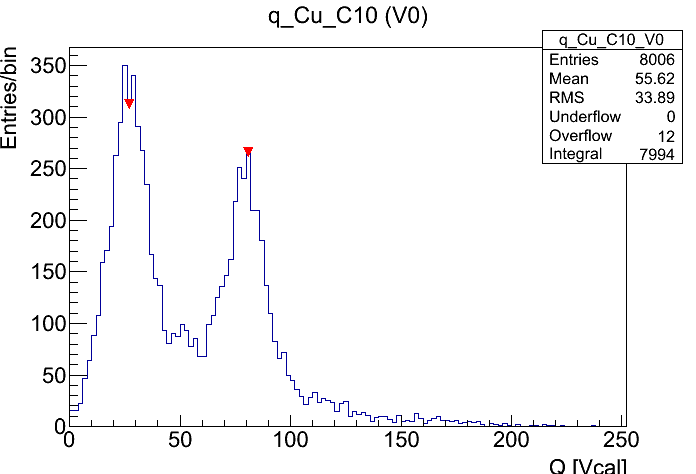 q_Cu_C10 (V0)
q_Cu_C10_V0
Entries 8006
Mean 55.62
RMS 33.89
Underflow 0
Overflow 12
Integral 7994
Entries/bin
350
300
250
200
150
100
50
0
0 50 100 150 200 250
Q [Vcal]